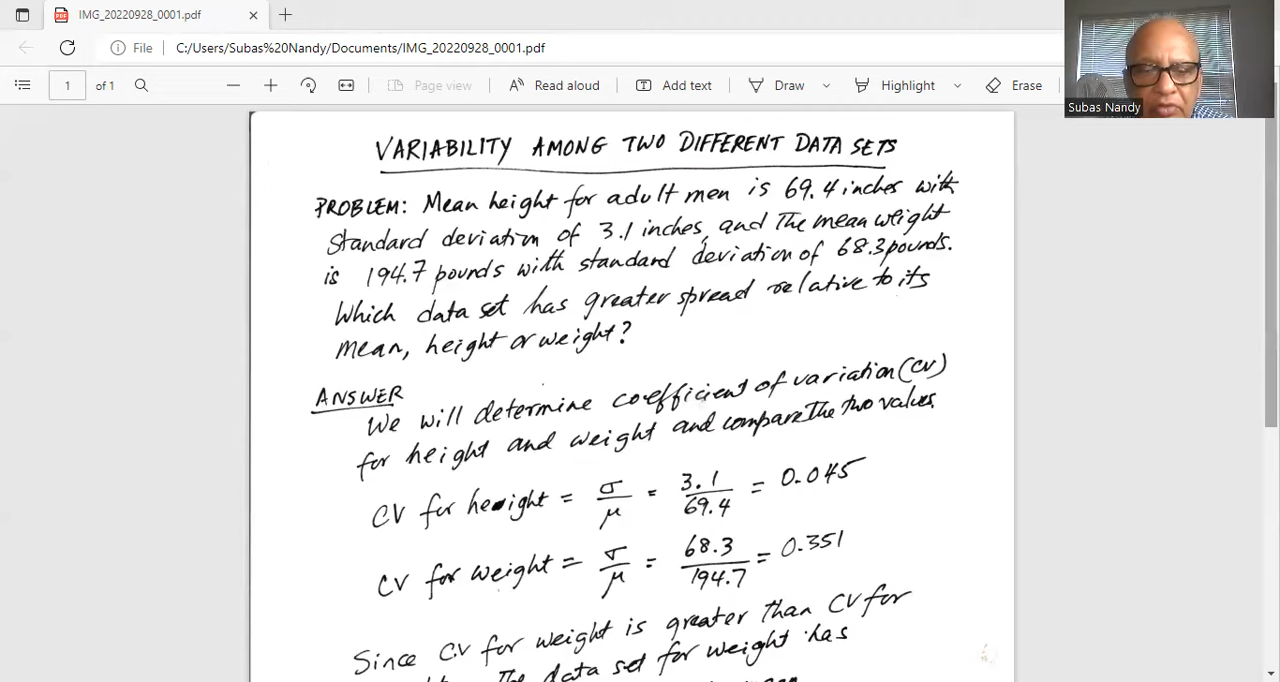 IMG_20220928_0001.pdf
File
C:/Users/Subas%20Nandy/Documents/IMG_20220928_0001.pdf
1 of 1
Page view
Read aloud
Add text
Draw
Highlight
Erase
Subas Nandy
VARIABILITY AMONG TWO DIFFERENT DATA SETS
PROBLEM: Mean height for adult men is 69.4 inches with
standard deviation of 3.1 inches, and The mean weight
is 194.7 pounds with standard deviation of 68.3 pounds.
Which data set has greater spread relative to its
mean, height or weight?
ANSWER
We will determine coefficient of variation (CV)
for height and weight and compare The two values.
CV for height = σ/μ = 3.1/69.4 = 0.045
CV for weight = σ/μ = 68.3/194.7 = 0.351
Since CV for weight is greater than CV for
The data set for weight has